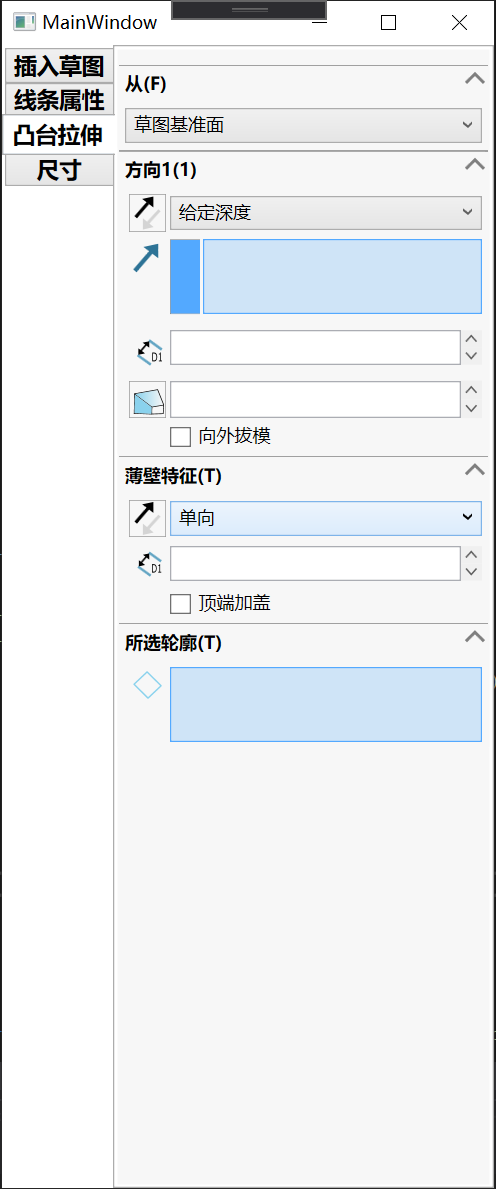 MainWindow
插入草图
线条属性
凸台拉伸
尺寸
从(F)
草图基准面
方向1(1)
给定深度
D1
向外拔模
薄壁特征(T)
单向
D1
顶端加盖
所选轮廓(T)